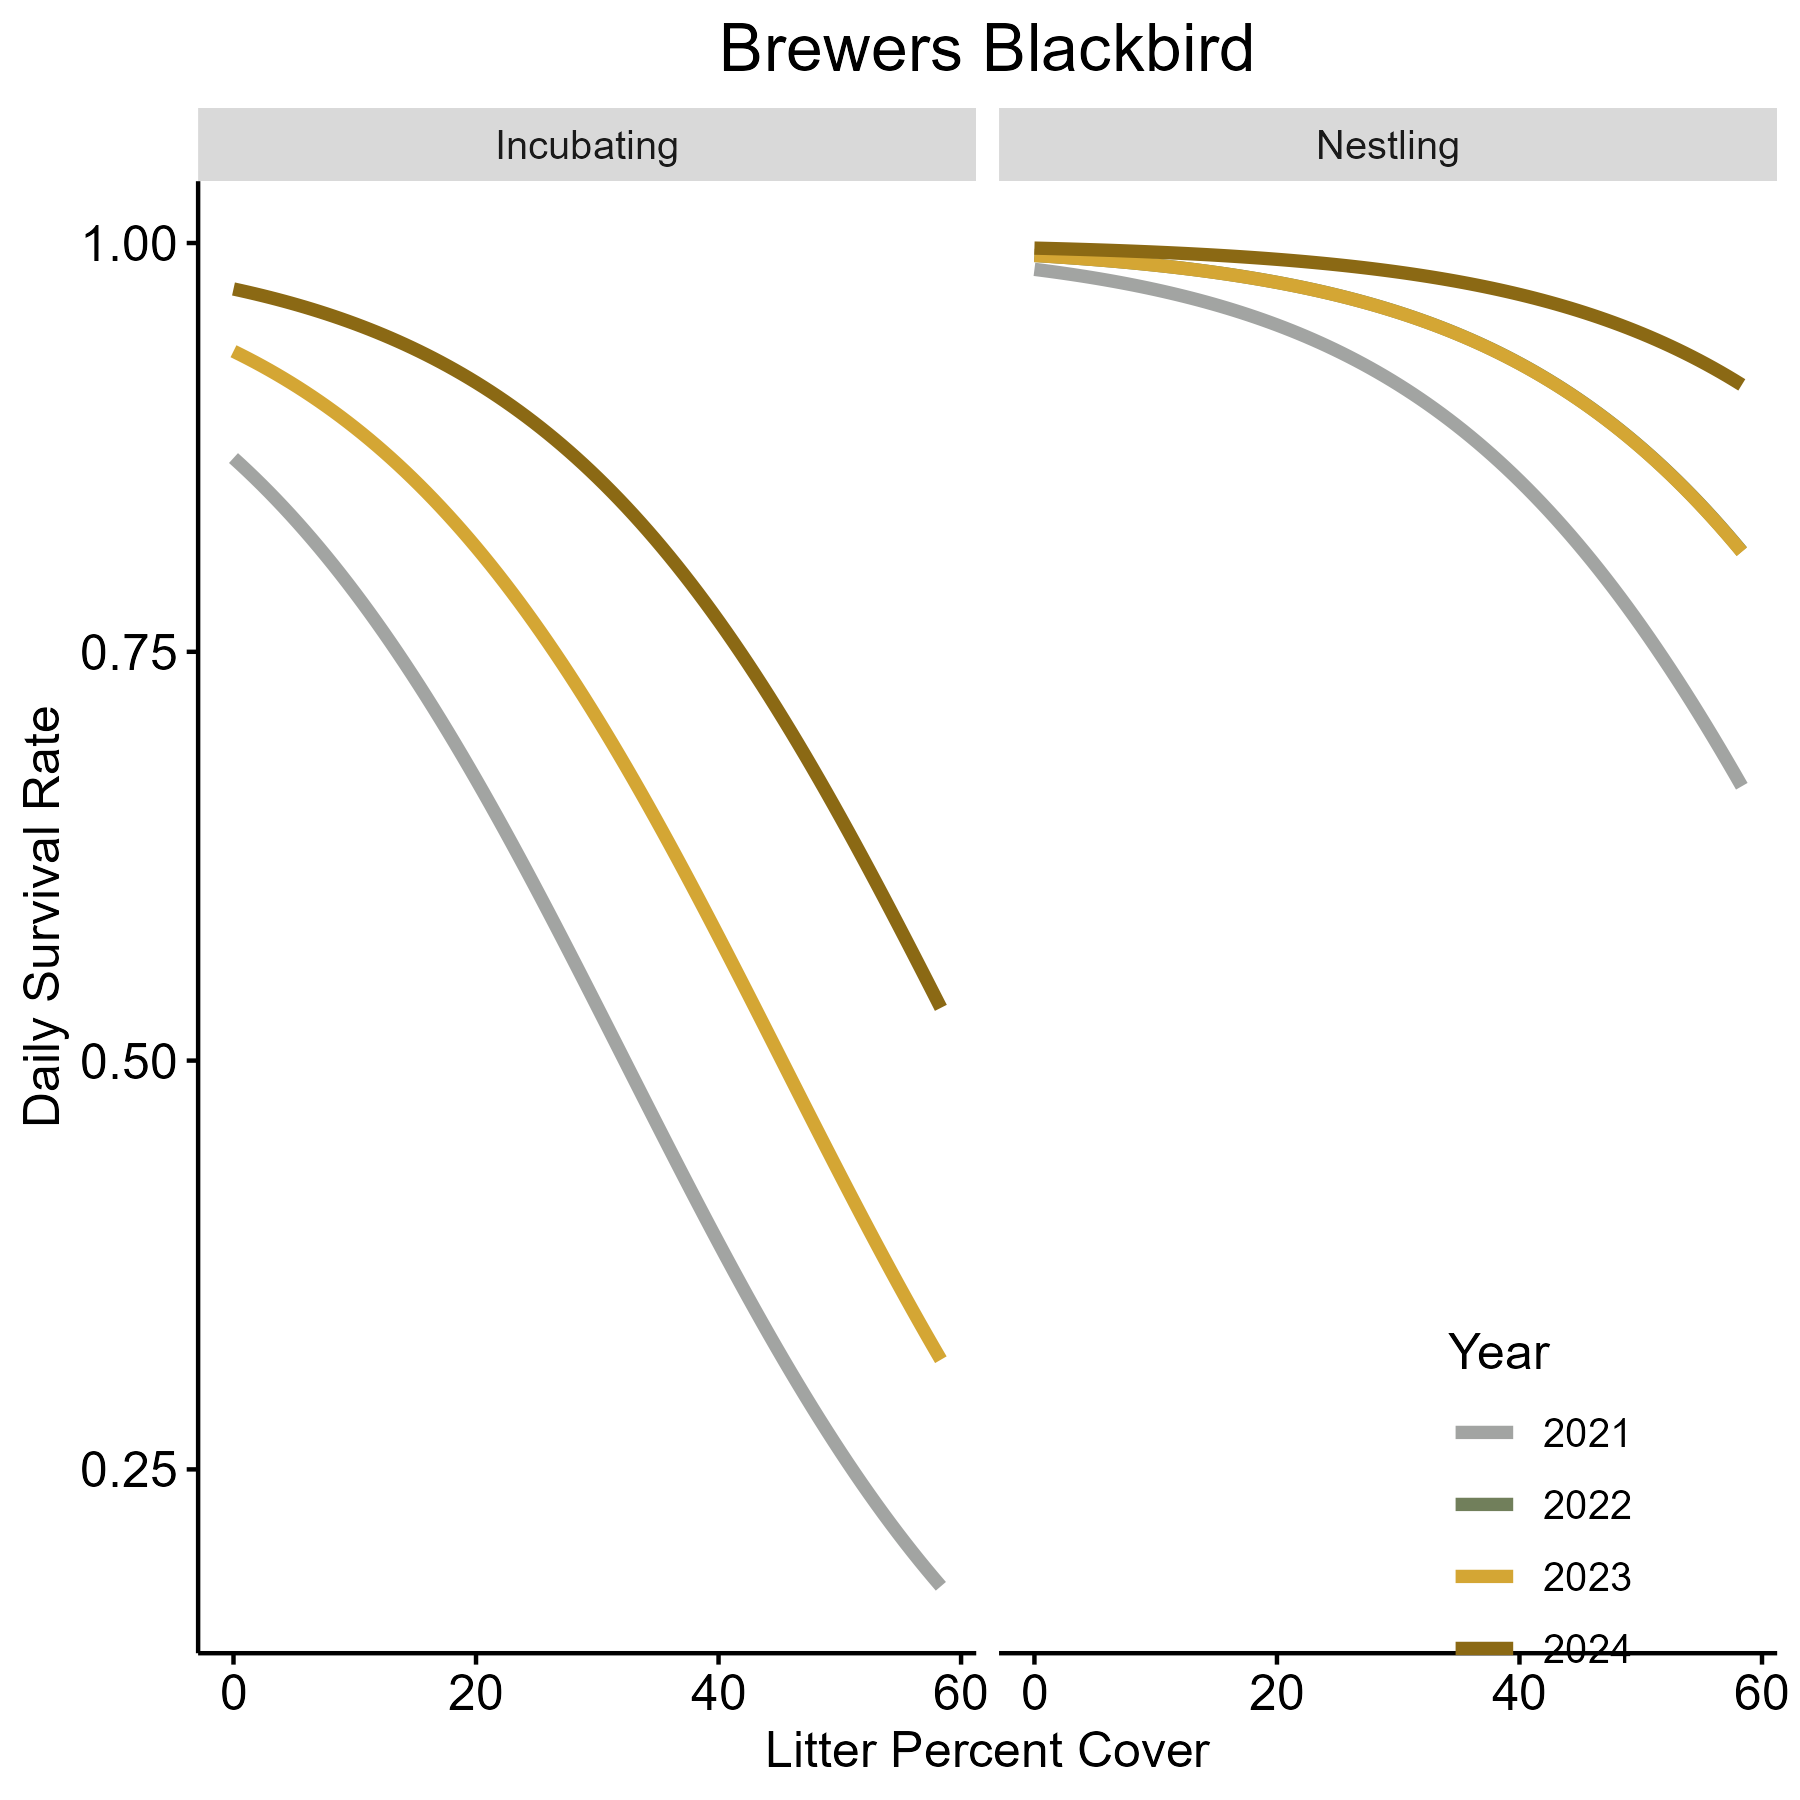 Brewers Blackbird
Incubating
Nestling
Daily Survival Rate
1.00
0.75
0.50
0.25
Year
2021
2022
2023
2024
0 20 40 60 0 20 40 60
Litter Percent Cover